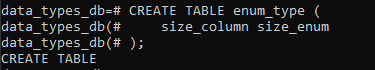 data_types_db=# CREATE TABLE enum_type (
data_types_db(#     size_column size_enum
data_types_db(# );
CREATE TABLE